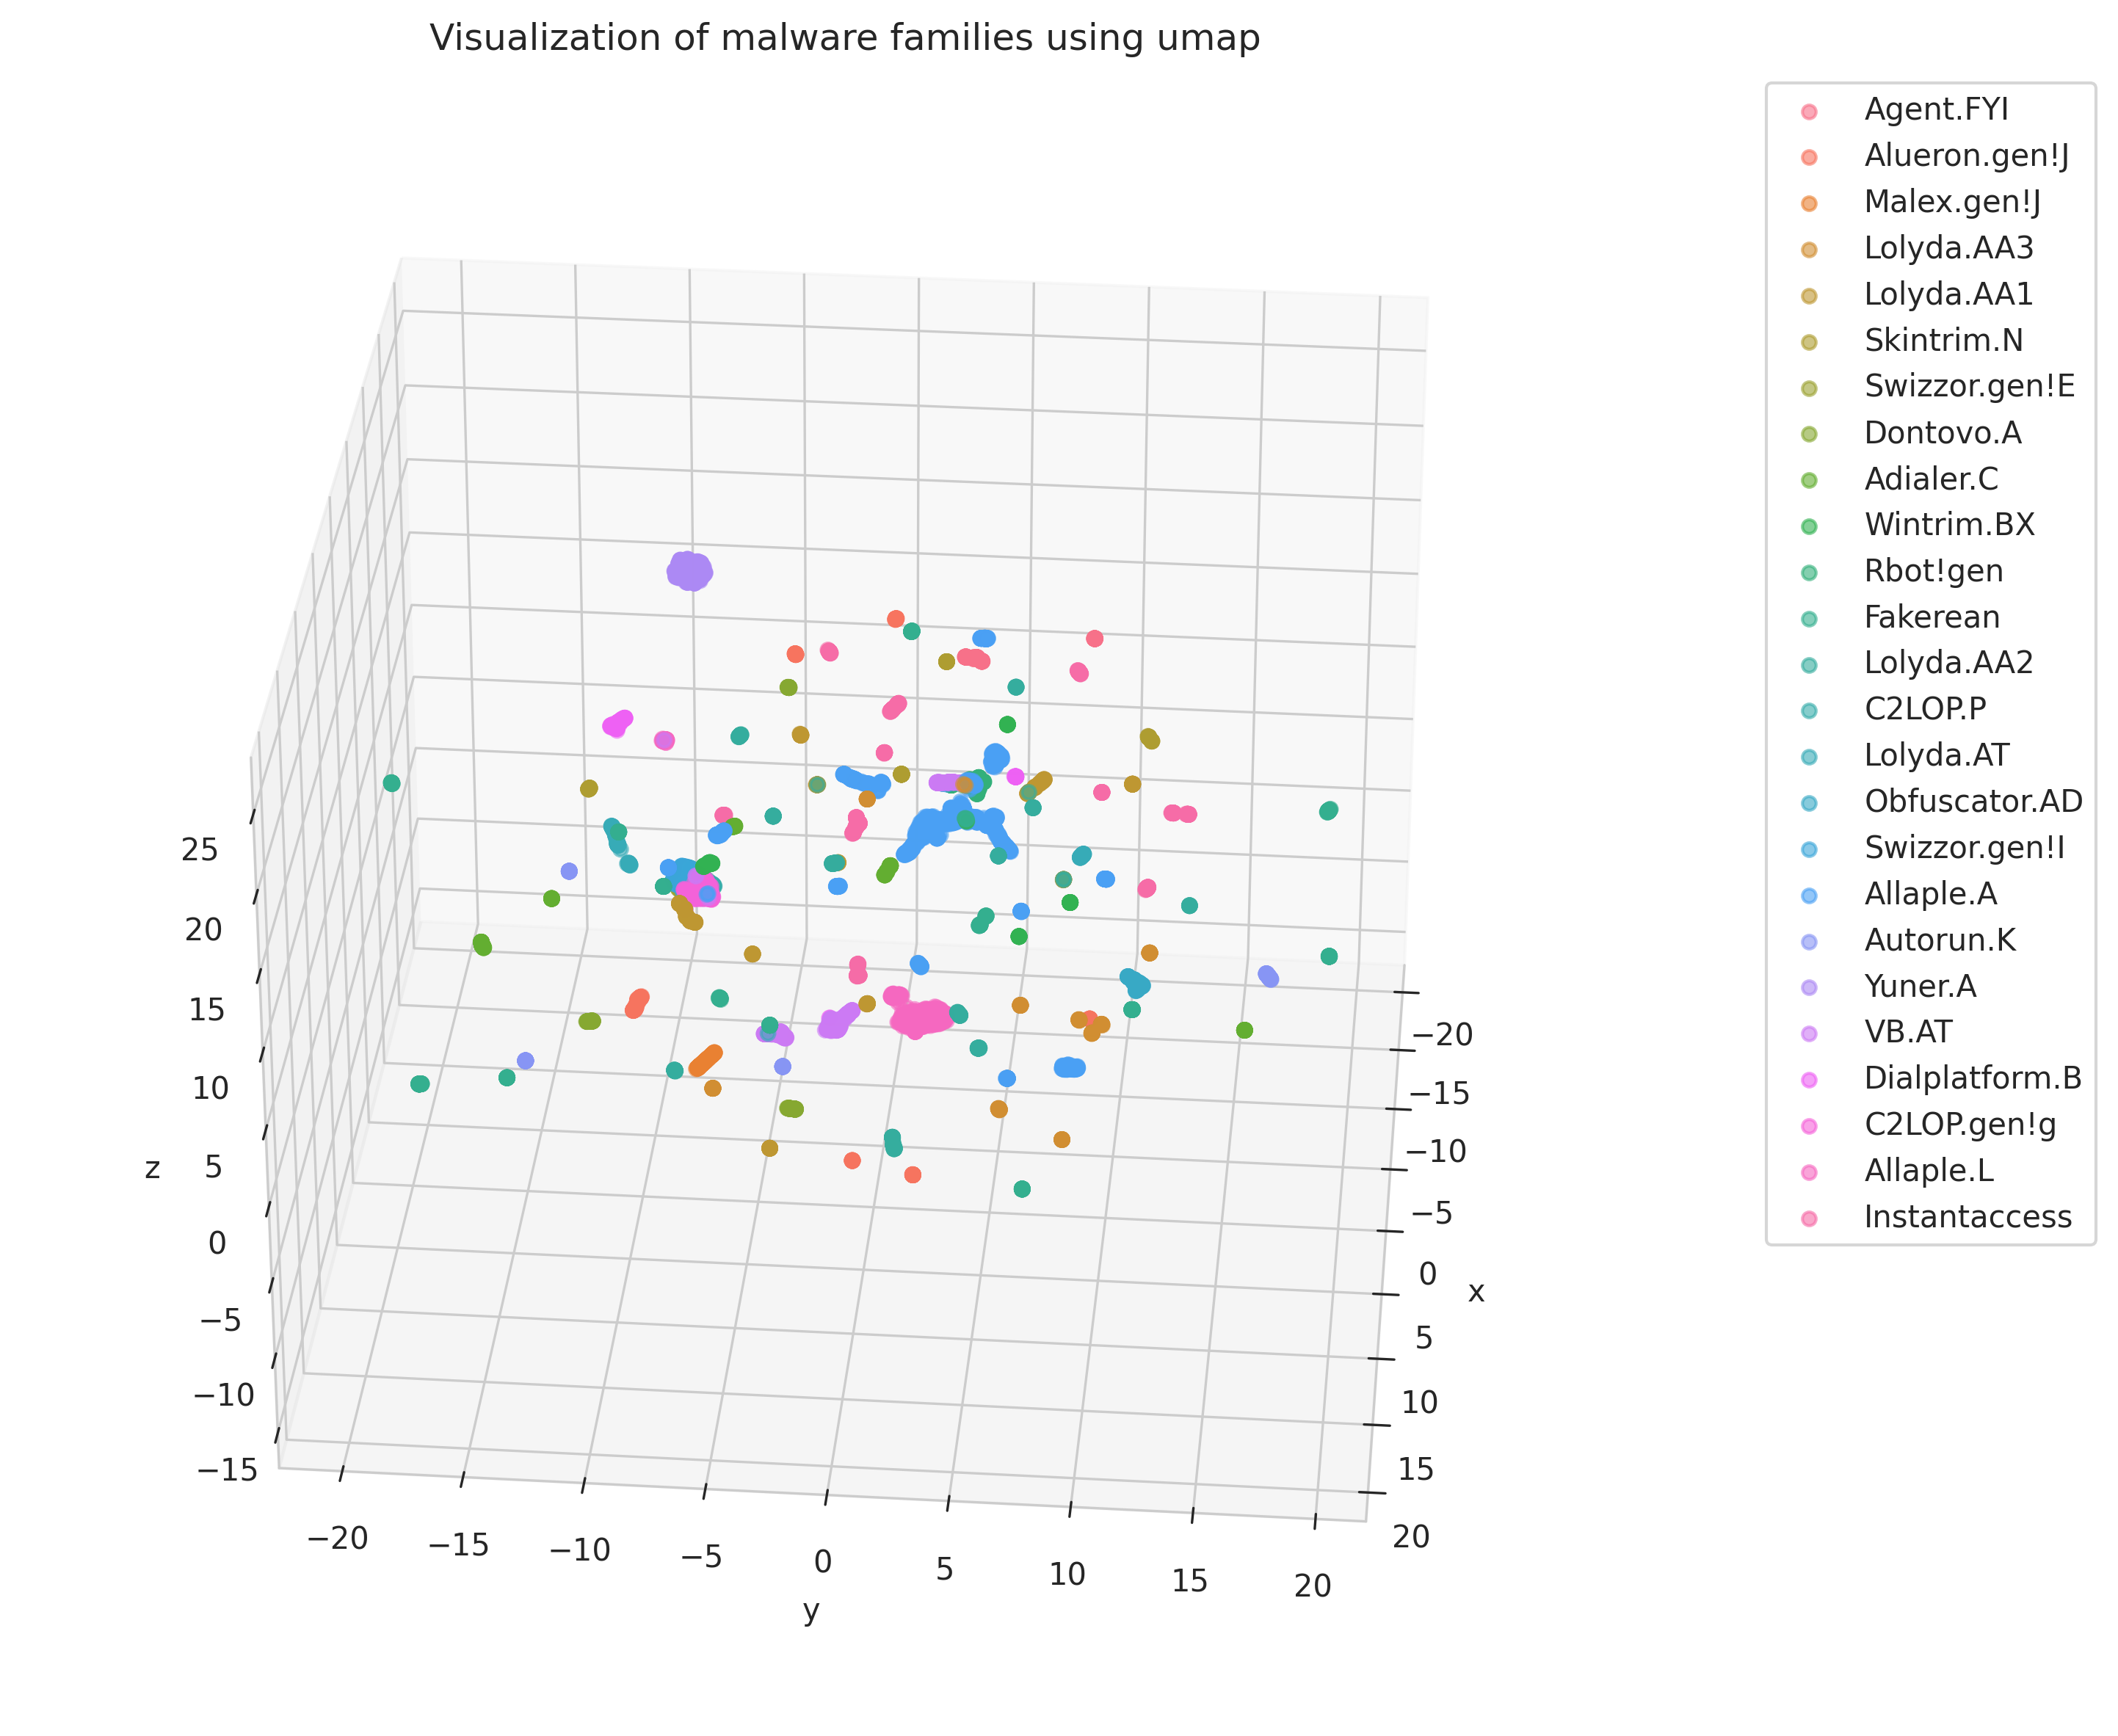 Visualization of malware families using umap
Agent.FYI
Alueron.gen!J
Malex.gen!J
Lolyda.AA3
Lolyda.AA1
Skintrim.N
Swizzor.gen!E
Dontovo.A
Adialer.C
Wintrim.BX
Rbot!gen
Fakerean
Lolyda.AA2
C2LOP.P
Lolyda.AT
Obfuscator.AD
Swizzor.gen!I
Allaple.A
Autorun.K
Yuner.A
VB.AT
Dialplatform.B
C2LOP.gen!g
Allaple.L
Instantaccess
25
20
15
10
5
0
−5
−10
−15
z
−20
−15
−10
−5
0
5
10
15
20
y
−20
−15
−10
−5
0
5
10
15
20
x